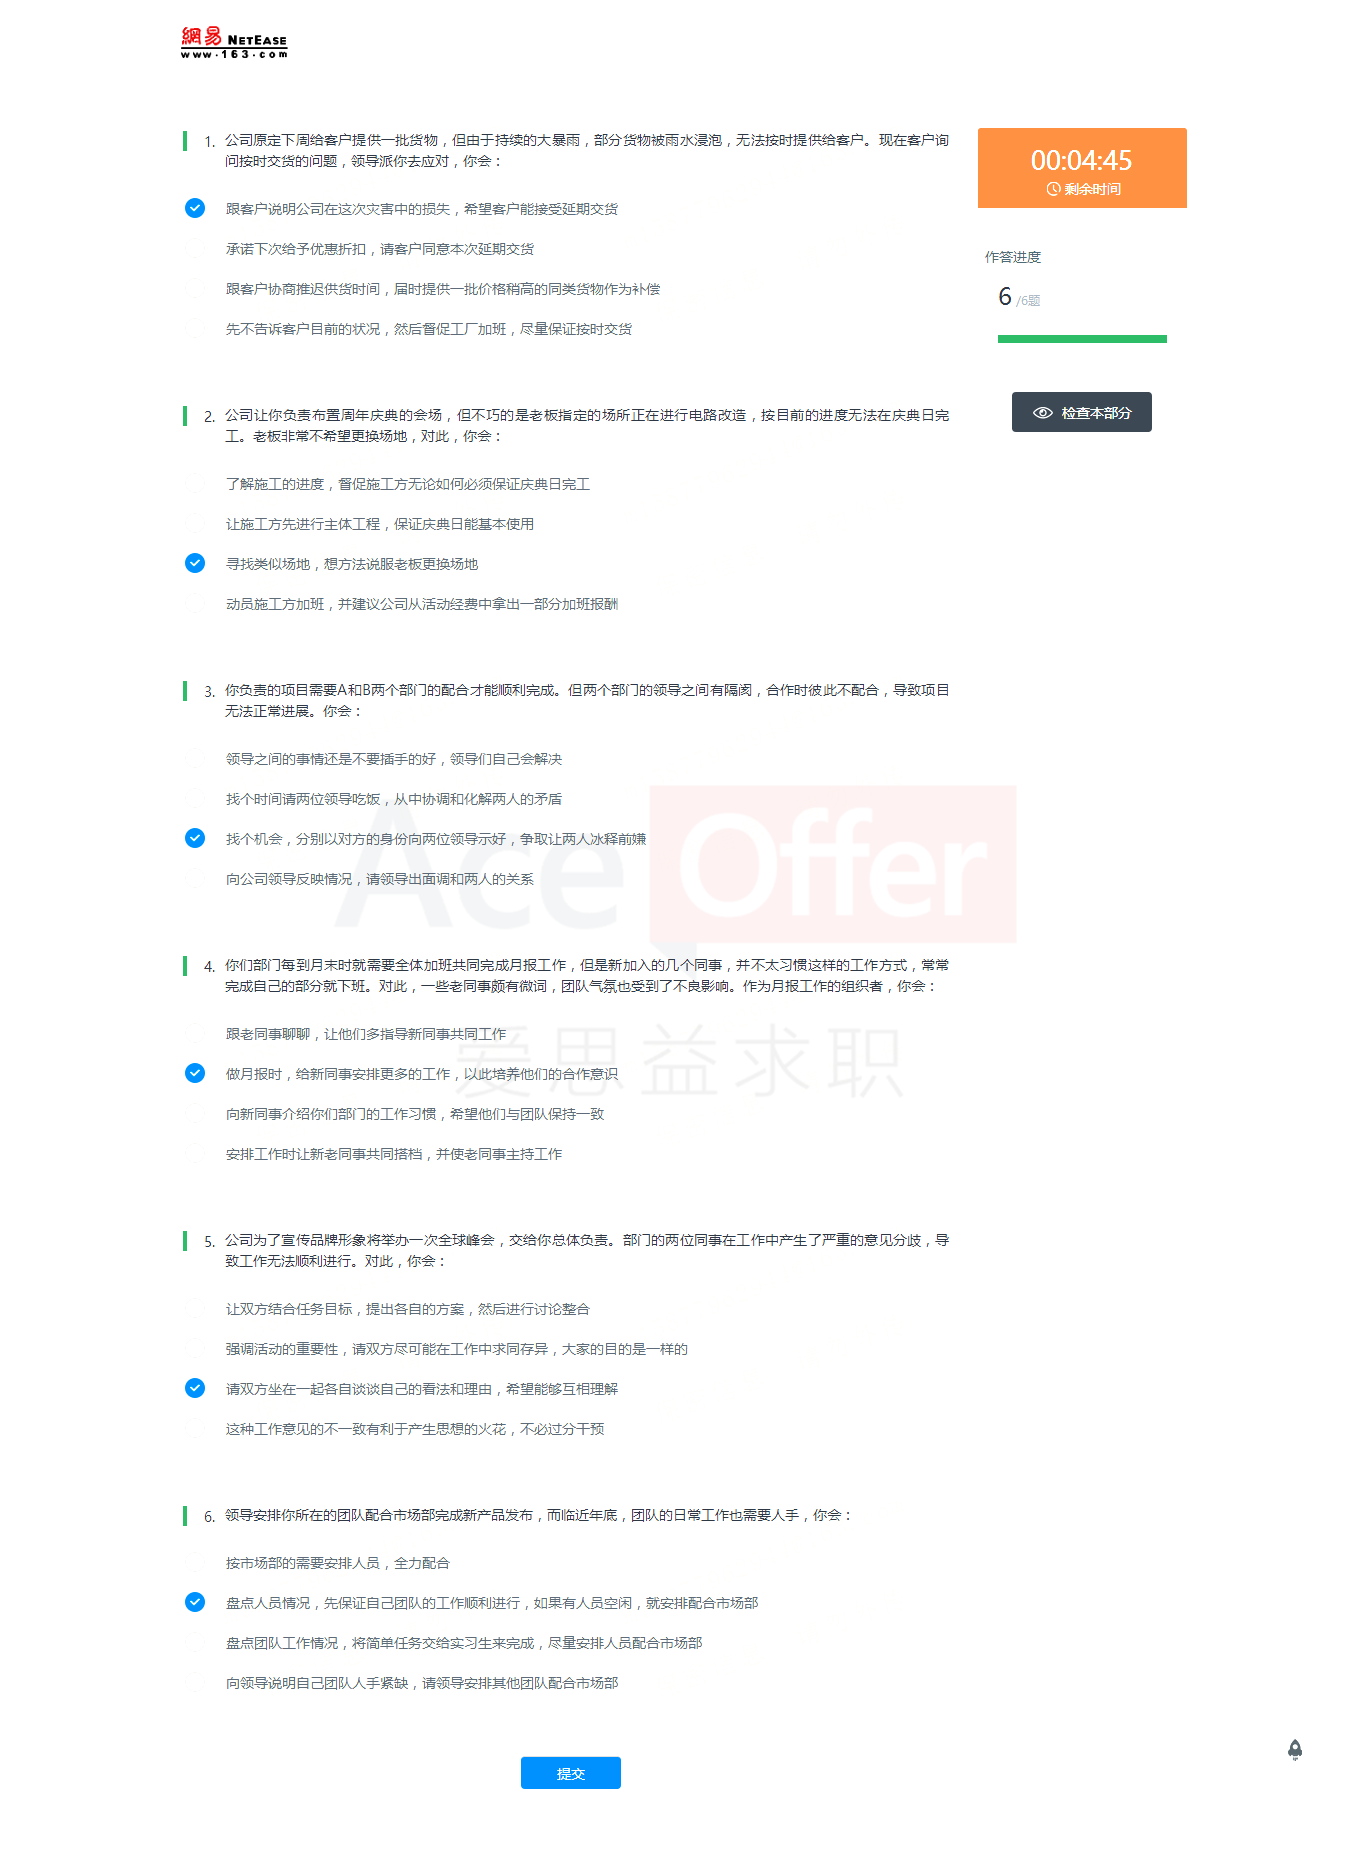 網易 NETEASE
www.163.com
1. 公司原定下周给客户提供一批货物，但由于持续的大暴雨，部分货物被雨水浸泡，无法按时提供给客户。现在客户询
问按时交货的问题，领导派你去应对，你会：
00:04:45
剩余时间
跟客户说明公司在这次灾害中的损失，希望客户能接受延期交货
承诺下次给予优惠折扣，请客户同意本次延期交货
作答进度
跟客户协商推迟供货时间，届时提供一批价格稍高的同类货物作为补偿
6 /6题
先不告诉客户目前的状况，然后督促工厂加班，尽量保证按时交货
2. 公司让你负责布置周年庆典的会场，但不巧的是老板指定的场所正在进行电路改造，按目前的进度无法在庆典日完
工。老板非常不希望更换场地，对此，你会：
检查本部分
了解施工的进度，督促施工方无论如何必须保证庆典日完工
让施工方先进行主体工程，保证庆典日能基本使用
寻找类似场地，想方法说服老板更换场地
动员施工方加班，并建议公司从活动经费中拿出一部分加班报酬
3. 你负责的项目需要A和B两个部门的配合才能顺利完成。但两个部门的领导之间有隔阂，合作时彼此不配合，导致项目
无法正常进展。你会：
领导之间的事情还是不要插手的好，领导们自己会解决
找个时间请两位领导吃饭，从中协调和化解两人的矛盾
找个机会，分别以对方的身份向两位领导示好，争取让两人冰释前嫌
向公司领导反映情况，请领导出面调和两人的关系
Ace Offer
4. 你们部门每到月末时就需要全体加班共同完成月报工作，但是新加入的几个同事，并不太习惯这样的工作方式，常常
完成自己的部分就下班。对此，一些老同事颇有微词，团队气氛也受到了不良影响。作为月报工作的组织者，你会：
跟老同事聊聊，让他们多指导新同事共同工作
爱思益求职
做月报时，给新同事安排更多的工作，以此培养他们的合作意识
向新同事介绍你们部门的工作习惯，希望他们与团队保持一致
安排工作时让新老同事共同搭档，并使老同事主持工作
5. 公司为了宣传品牌形象将举办一次全球峰会，交给你总体负责。部门的两位同事在工作中产生了严重的意见分歧，导
致工作无法顺利进行。对此，你会：
让双方结合任务目标，提出各自的方案，然后进行讨论整合
强调活动的重要性，请双方尽可能在工作中求同存异，大家的目的是一样的
请双方坐在一起各自谈谈自己的看法和理由，希望能够互相理解
这种工作意见的不一致有利于产生思想的火花，不必过分干预
6. 领导安排你所在的团队配合市场部完成新产品发布，而临近年底，团队的日常工作也需要人手，你会：
按市场部的需要安排人员，全力配合
盘点人员情况，先保证自己团队的工作顺利进行，如果有人员空闲，就安排配合市场部
盘点团队工作情况，将简单任务交给实习生来完成，尽量安排人员配合市场部
向领导说明自己团队人手紧缺，请领导安排其他团队配合市场部
提交